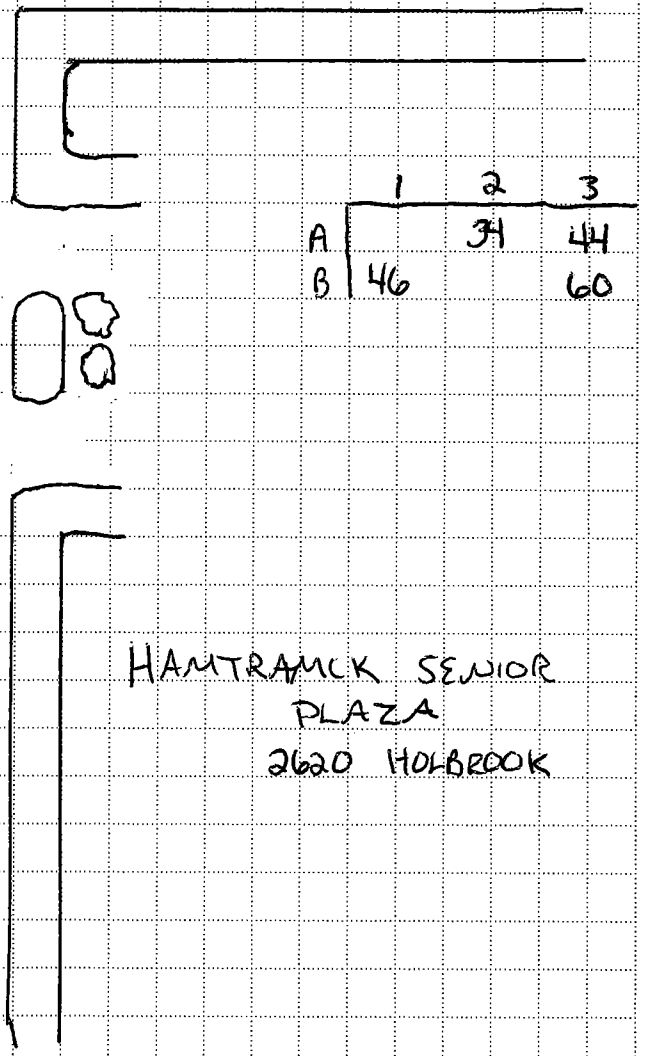 1 2 3
A 34 44
B 46 60
HAMTRAMCK SENIOR
PLAZA
2620 HOLBROOK